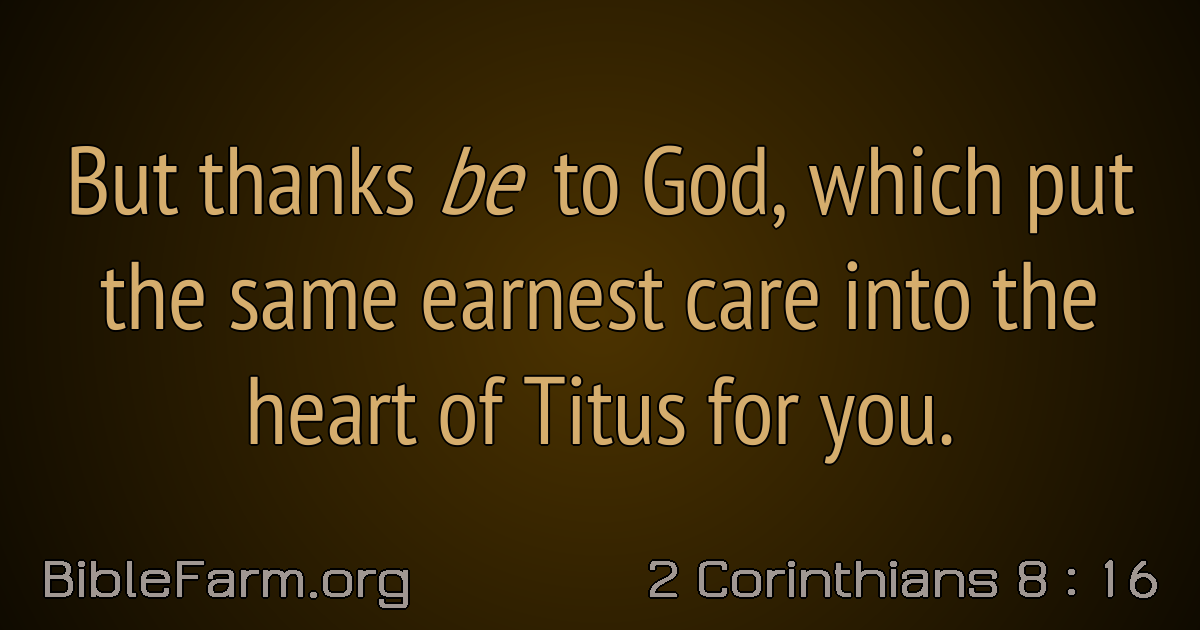 But thanks be to God, which put
the same earnest care into the
heart of Titus for you.
BibleFarm.org
2 Corinthians 8 : 16